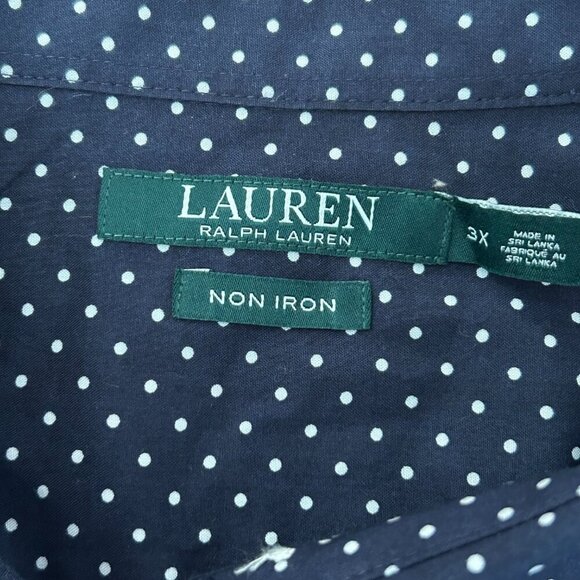 LAUREN
RALPH LAUREN
3X
MADE IN
SRI LANKA
FABRIQUÉ AU
SRI LANKA
NON IRON